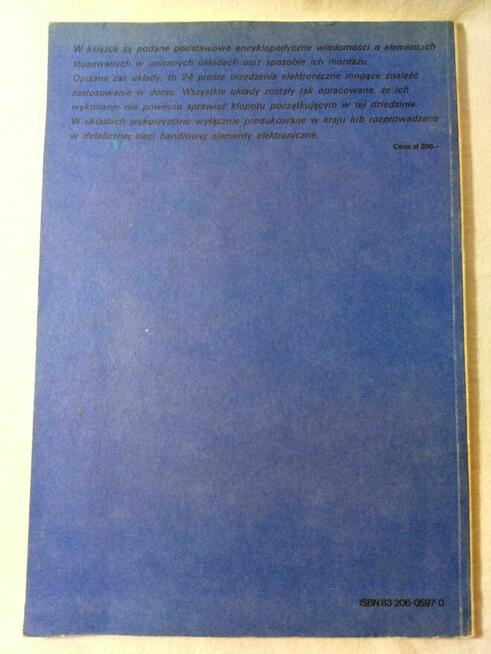 W książce są podane podstawowe encyklopedyczne wiadomości o elementach
stosowanych w opisanych układach oraz sposobie ich montażu.
Opisane zaś układy, to 24 proste urządzenia elektroniczne mogące znaleźć
zastosowanie w domu. Wszystkie układy zostały tak opracowane, że ich
wykonanie nie powinno sprawiać kłopotu początkującym w tej dziedzinie.
W układach wykorzystano wyłącznie produkowane w kraju lub rozprowadzane
w detalicznej sieci handlowej elementy elektroniczne.
Cena zł 200.–
ISBN 83-206-0597-0